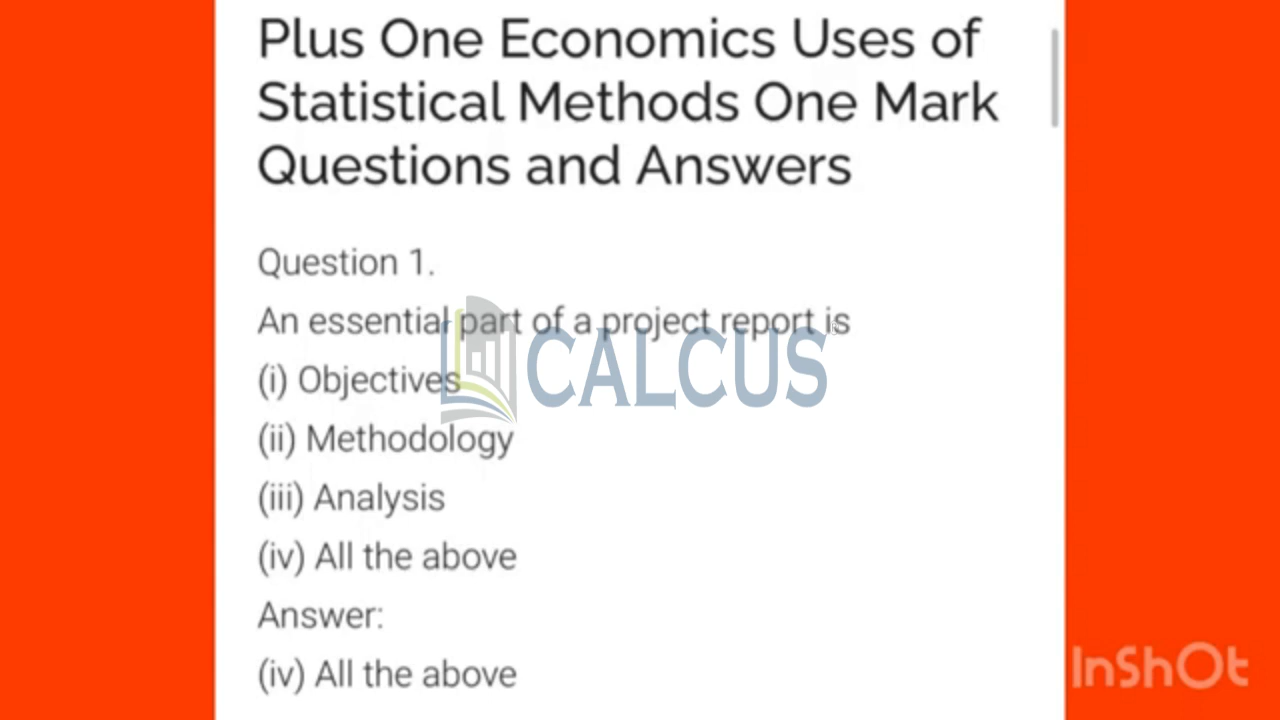 Plus One Economics Uses of
Statistical Methods One Mark
Questions and Answers
Question 1.
An essential part of a project report is
CALCUS
(i) Objectives
(ii) Methodology
(iii) Analysis
(iv) All the above
Answer:
(iv) All the above
InShOt